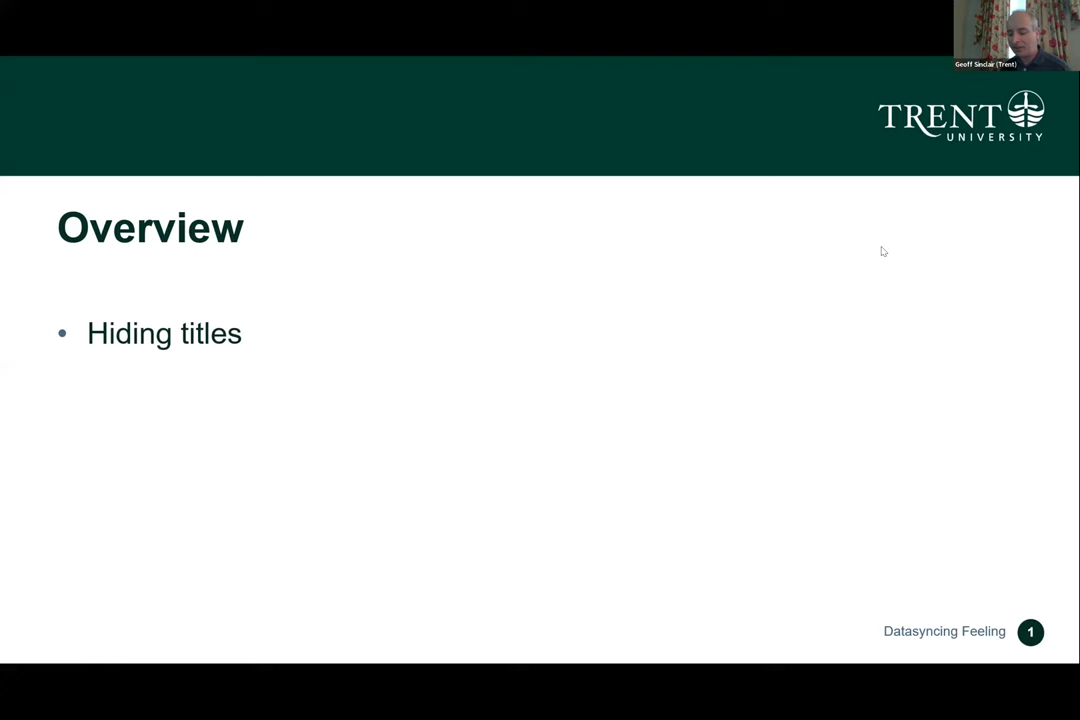 Geoff Sinclair (Trent)
TRENT
UNIVERSITY
Overview
• Hiding titles
Datasyncing Feeling 1